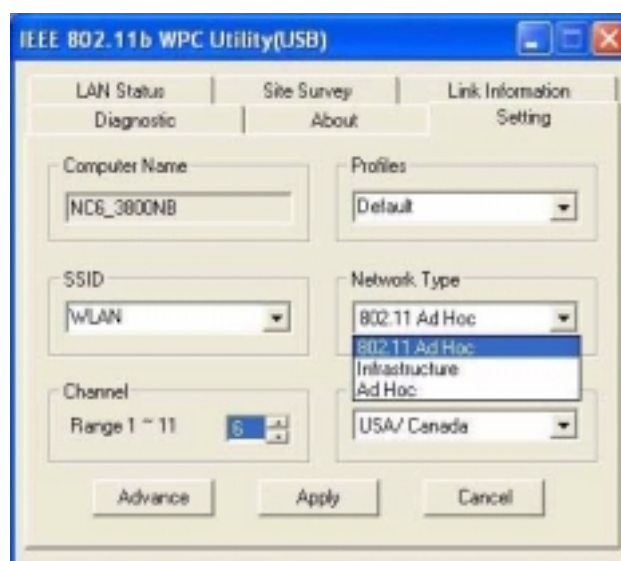 IEEE 802.11b WPC Utility(USB)
LAN Status
Site Survey
Link Information
Diagnostic
About
Setting
Computer Name
NC6_3800NB
Profiles
Default
SSID
WLAN
Network Type
802.11 Ad Hoc
802.11 Ad Hoc
Infrastructure
Ad Hoc
Channel
Range 1 ~ 11
6
USA/ Canada
Advance
Apply
Cancel